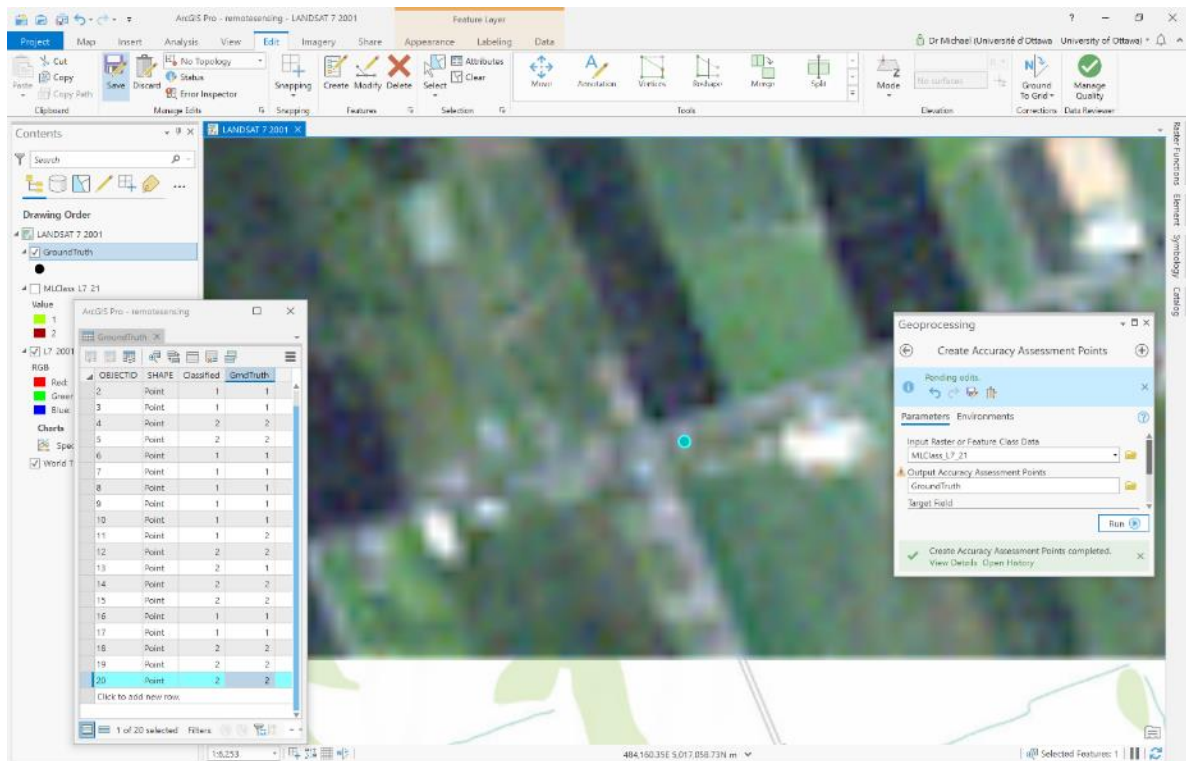 ArcGIS Pro - remotesensing - LANDSAT 7 2001
Feature Layer
? — X
Project Map Insert Analysis View Edit Imagery Share Appearance Labeling Data
Dr Michael (Université d'Ottawa University of Ottawa)
Paste
Cut
Copy
Copy Path
Clipboard
Save Discard
No Topology
Status
Error Inspector
Manage Edits
Snapping
Snapping
Create Modify Delete
Features
Select
Attributes
Clear
Selection
Move Annotation Vertices Reshape Merge Split
Tools
Mode
No surfaces
Elevation
Ground To Grid
Corrections
Manage Quality
Data Reviewer
Contents
Search
Drawing Order
LANDSAT 7 2001
GroundTruth
MLClass L7 21
Value
1
2
L7 2001
RGB
Red:
Green
Blue:
Charts
Spec
World T
LANDSAT 7 2001
ArcGIS Pro - remotesensing
GroundTruth
OBJECTID SHAPE Classified GrndTruth
2 Point 1 1
3 Point 1 1
4 Point 2 2
5 Point 2 2
6 Point 1 1
7 Point 1 1
8 Point 1 1
9 Point 1 1
10 Point 1 1
11 Point 1 2
12 Point 2 2
13 Point 2 1
14 Point 2 2
15 Point 2 2
16 Point 1 1
17 Point 1 1
18 Point 2 2
19 Point 2 2
20 Point 2 2
Click to add new row.
1 of 20 selected Filters:
Geoprocessing
Create Accuracy Assessment Points
Pending edits.
Parameters Environments
Input Raster or Feature Class Data
MLClass_L7_21
Output Accuracy Assessment Points
GroundTruth
Target Field
Run
Create Accuracy Assessment Points completed.
View Details Open History
Raster Functions
Element
Symbology
Catalog
1:6,253
484,160.35E 5,017,058.73N m
Selected Features: 1